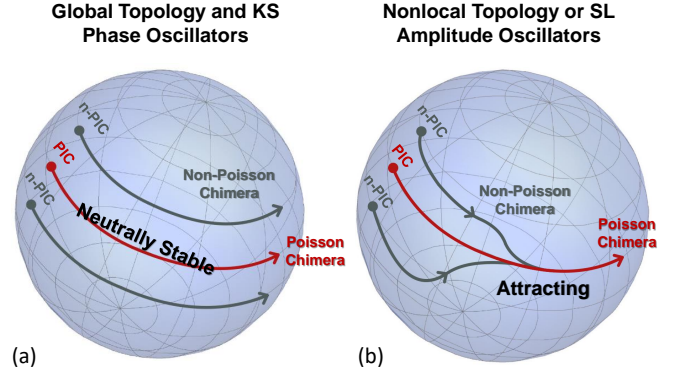 Global Topology and KS
Phase Oscillators
n-PIC
PIC
n-PIC
Non-Poisson
Chimera
Neutrally Stable
Poisson
Chimera
(a)
Nonlocal Topology or SL
Amplitude Oscillators
n-PIC
PIC
n-PIC
Non-Poisson
Chimera
Poisson
Chimera
Attracting
(b)